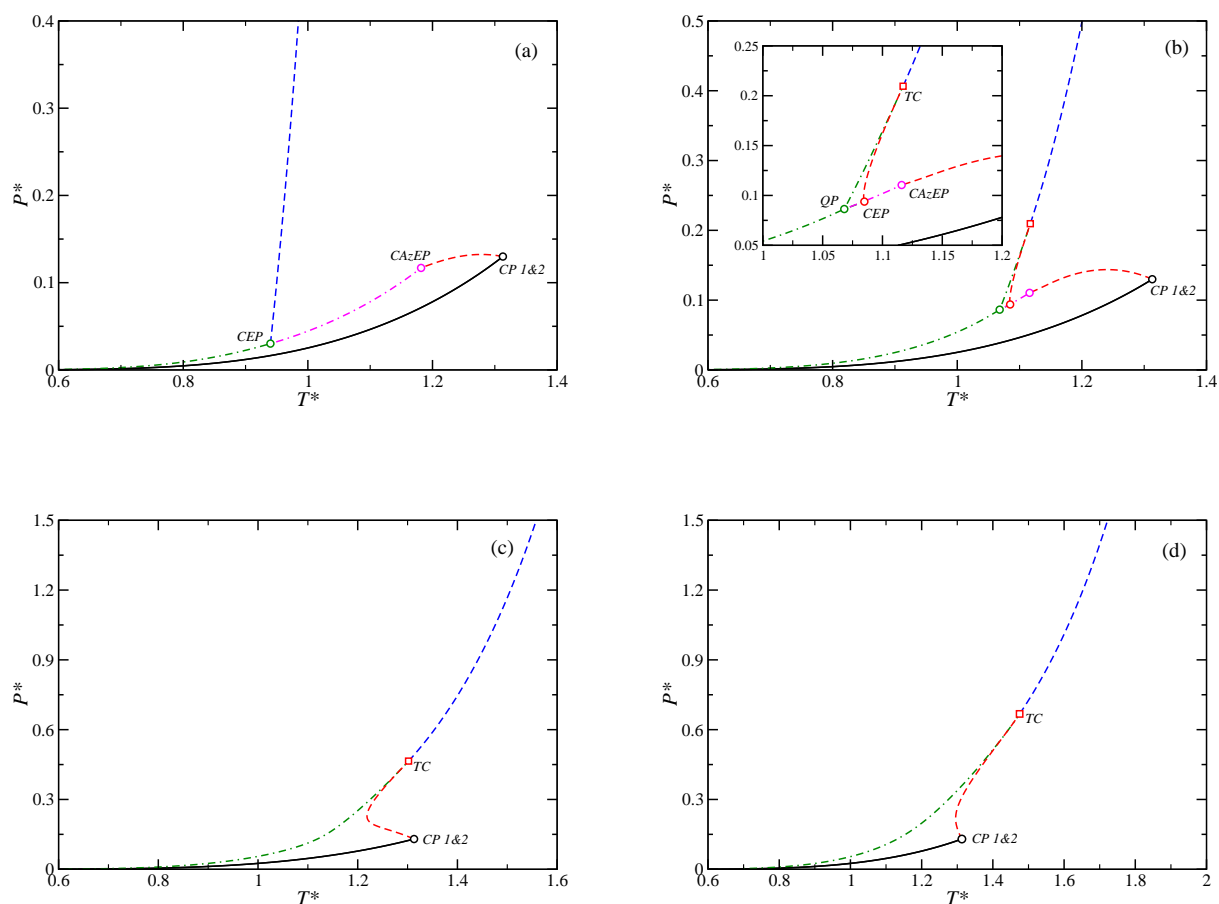 (a)
0.4
0.3
0.2
0.1
0
P*
CAzEP
CP 1&2
CEP
0.6 0.8 1 1.2 1.4
T*
(b)
0.5
0.4
0.3
0.2
0.1
0
P*
0.25
0.2
0.15
0.1
0.05
TC
QP
CEP
CAzEP
1 1.05 1.1 1.15 1.2
CP 1&2
0.6 0.8 1 1.2 1.4
T*
(c)
1.5
1.2
0.9
0.6
0.3
0
P*
TC
CP 1&2
0.6 0.8 1 1.2 1.4 1.6
T*
(d)
1.5
1.2
0.9
0.6
0.3
0
P*
TC
CP 1&2
0.6 0.8 1 1.2 1.4 1.6 1.8 2
T*